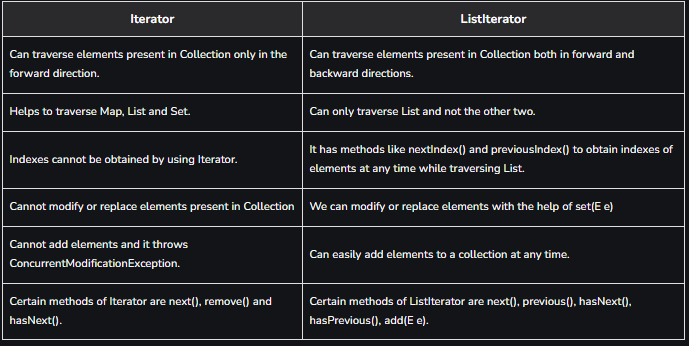 Iterator
ListIterator
Can traverse elements present in Collection only in the
forward direction.
Can traverse elements present in Collection both in forward and
backward directions.
Helps to traverse Map, List and Set.
Can only traverse List and not the other two.
Indexes cannot be obtained by using Iterator.
It has methods like nextIndex() and previousIndex() to obtain indexes of
elements at any time while traversing List.
Cannot modify or replace elements present in Collection
We can modify or replace elements with the help of set(E e)
Cannot add elements and it throws
ConcurrentModificationException.
Can easily add elements to a collection at any time.
Certain methods of Iterator are next(), remove() and
hasNext().
Certain methods of ListIterator are next(), previous(), hasNext(),
hasPrevious(), add(E e).